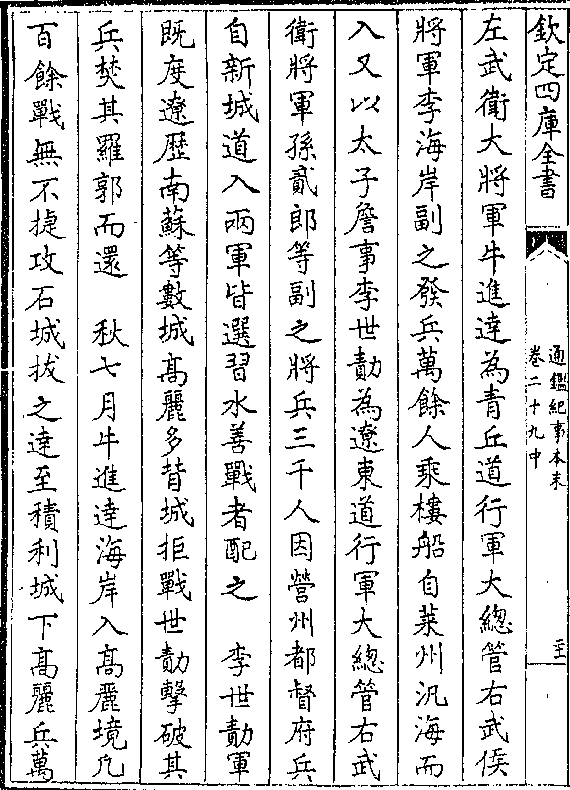 欽定四庫全書
通鑑紀事本末
卷二十九中
左武衛大將軍牛進達為青丘道行軍大總管右武侯
將軍李海岸副之發兵萬餘人乘樓船自萊州汎海而
入又以太子詹事李世勣為遼東道行軍大總管右武
衛將軍孫貳郎等副之將兵三千人因營州都督府兵
自新城道入兩軍皆選習水善戰者配之　李世勣軍
既度遼歷南蘇等數城高麗多背城拒戰世勣擊破其
兵焚其羅郭而還　秋七月牛進達海岸入高麗境凡
百餘戰無不捷攻石城拔之達至積利城下高麗兵萬